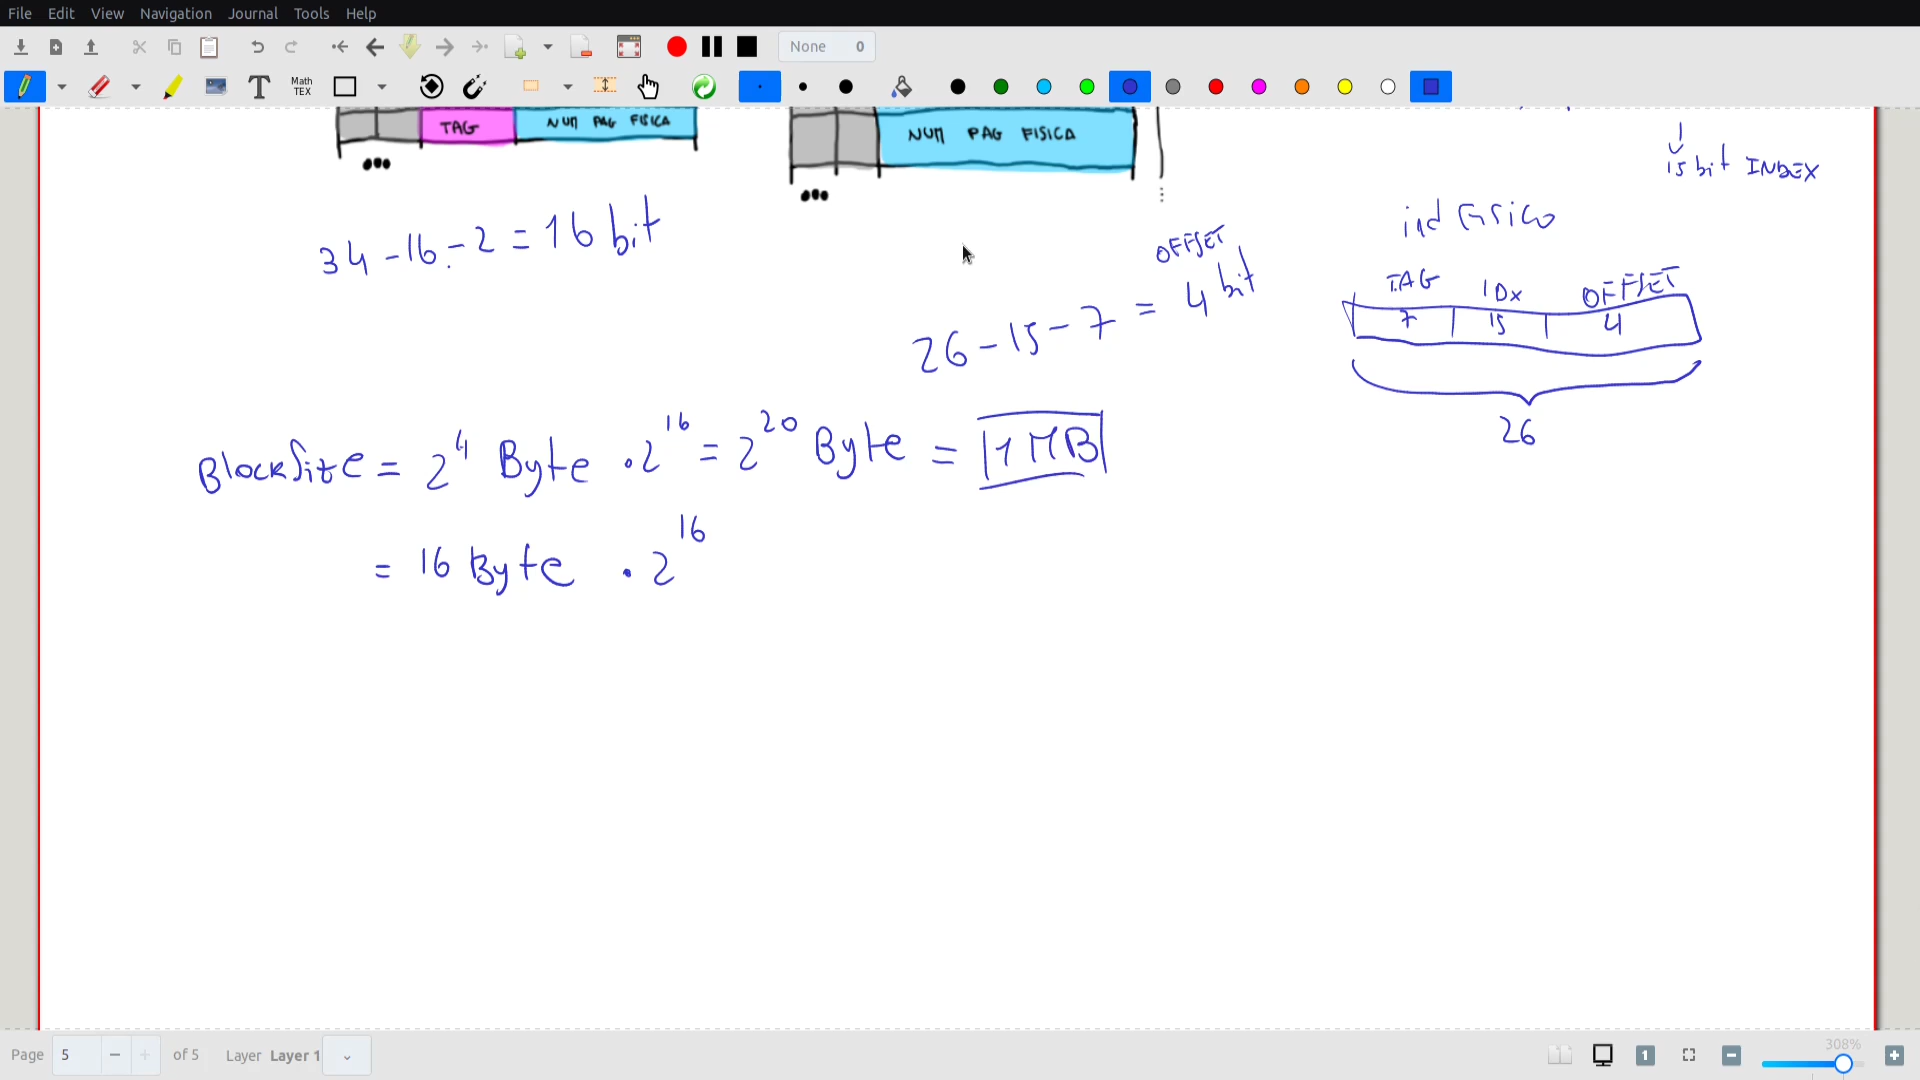 File Edit View Navigation Journal Tools Help
None 0
Math TEX
TAG NUM PAG FISICA
NUM PAG FISICA
15 bit INDEX
34 - 16 - 2 = 16 bit
ind fisico
OFFSET
26 - 15 - 7 = 4 bit
TAG IDX OFFSET
7 15 4
26
BlockSize = 2^4 Byte · 2^16 = 2^20 Byte = 1 MB
= 16 Byte · 2^16
Page 5 of 5 Layer Layer 1
308%
1